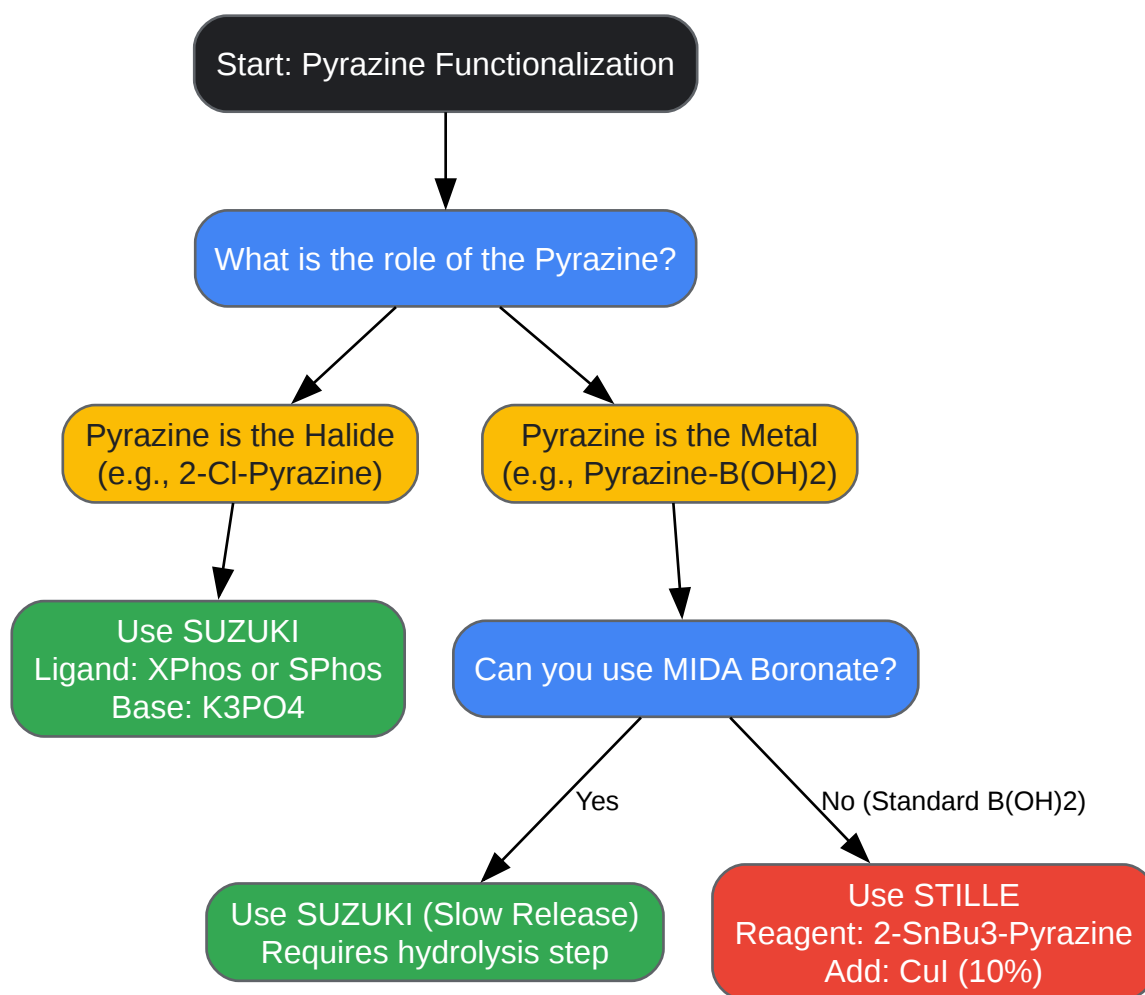 Start: Pyrazine Functionalization
What is the role of the Pyrazine?
Pyrazine is the Halide
(e.g., 2-Cl-Pyrazine)
Pyrazine is the Metal
(e.g., Pyrazine-B(OH)2)
Use SUZUKI
Ligand: XPhos or SPhos
Base: K3PO4
Can you use MIDA Boronate?
Yes
No (Standard B(OH)2)
Use SUZUKI (Slow Release)
Requires hydrolysis step
Use STILLE
Reagent: 2-SnBu3-Pyrazine
Add: CuI (10%)